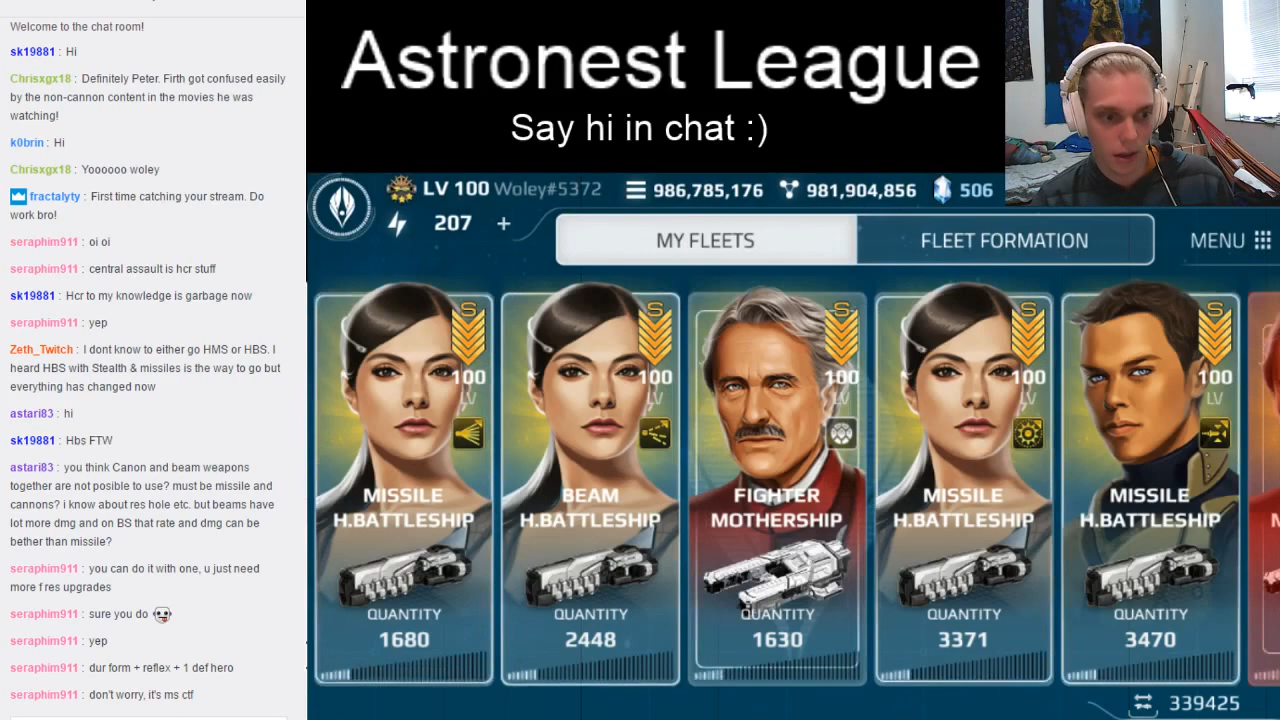 Welcome to the chat room!
sk19881 : Hi
Chrisxgx18 : Definitely Peter. Firth got confused easily
by the non-cannon content in the movies he was
watching!
k0brin : Hi
Chrisxgx18 : Yoooooo woley
fractalyty : First time catching your stream. Do
work bro!
seraphim911 : oi oi
seraphim911 : central assault is hcr stuff
sk19881 : Hcr to my knowledge is garbage now
seraphim911 : yep
Zeth_Twitch : I dont know to either go HMS or HBS. I
heard HBS with Stealth & missiles is the way to go but
everything has changed now
astari83 : hi
sk19881 : Hbs FTW
astari83 : you think Canon and beam weapons
together are not posible to use? must be missile and
cannons? i know about res hole etc. but beams have
lot more dmg and on BS that rate and dmg can be
bether than missile?
seraphim911 : you can do it with one, u just need
more f res upgrades
seraphim911 : sure you do
seraphim911 : yep
seraphim911 : dur form + reflex + 1 def hero
seraphim911 : don't worry, it's ms ctf
Astronest League
Say hi in chat :)
LV 100 Woley#5372 986,785,176 981,904,856 506
207 +
MY FLEETS FLEET FORMATION MENU
S S S S S
100 100 100 100 100
LV LV LV LV
MISSILE BEAM FIGHTER MISSILE MISSILE
H.BATTLESHIP H.BATTLESHIP MOTHERSHIP H.BATTLESHIP H.BATTLESHIP
QUANTITY QUANTITY QUANTITY QUANTITY QUANTITY
1680 2448 1630 3371 3470
339425